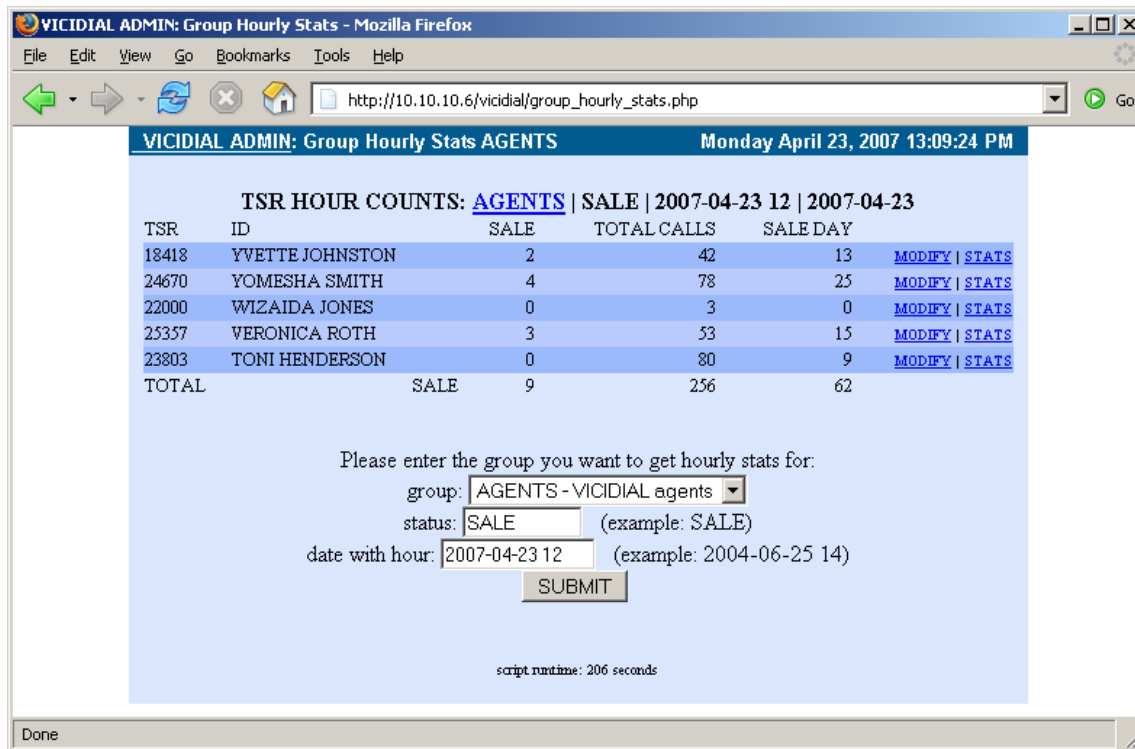 VICIDIAL ADMIN: Group Hourly Stats - Mozilla Firefox
File Edit View Go Bookmarks Tools Help
http://10.10.10.6/vicidial/group_hourly_stats.php Go
VICIDIAL ADMIN: Group Hourly Stats AGENTS Monday April 23, 2007 13:09:24 PM
TSR HOUR COUNTS: AGENTS | SALE | 2007-04-23 12 | 2007-04-23
TSR ID SALE TOTAL CALLS SALE DAY
18418 YVETTE JOHNSTON 2 42 13 MODIFY | STATS
24670 YOMESHA SMITH 4 78 25 MODIFY | STATS
22000 WIZAIDA JONES 0 3 0 MODIFY | STATS
25357 VERONICA ROTH 3 53 15 MODIFY | STATS
23803 TONI HENDERSON 0 80 9 MODIFY | STATS
TOTAL SALE 9 256 62
Please enter the group you want to get hourly stats for:
group: AGENTS - VICIDIAL agents
status: SALE (example: SALE)
date with hour: 2007-04-23 12 (example: 2004-06-25 14)
SUBMIT
script runtime: 206 seconds
Done